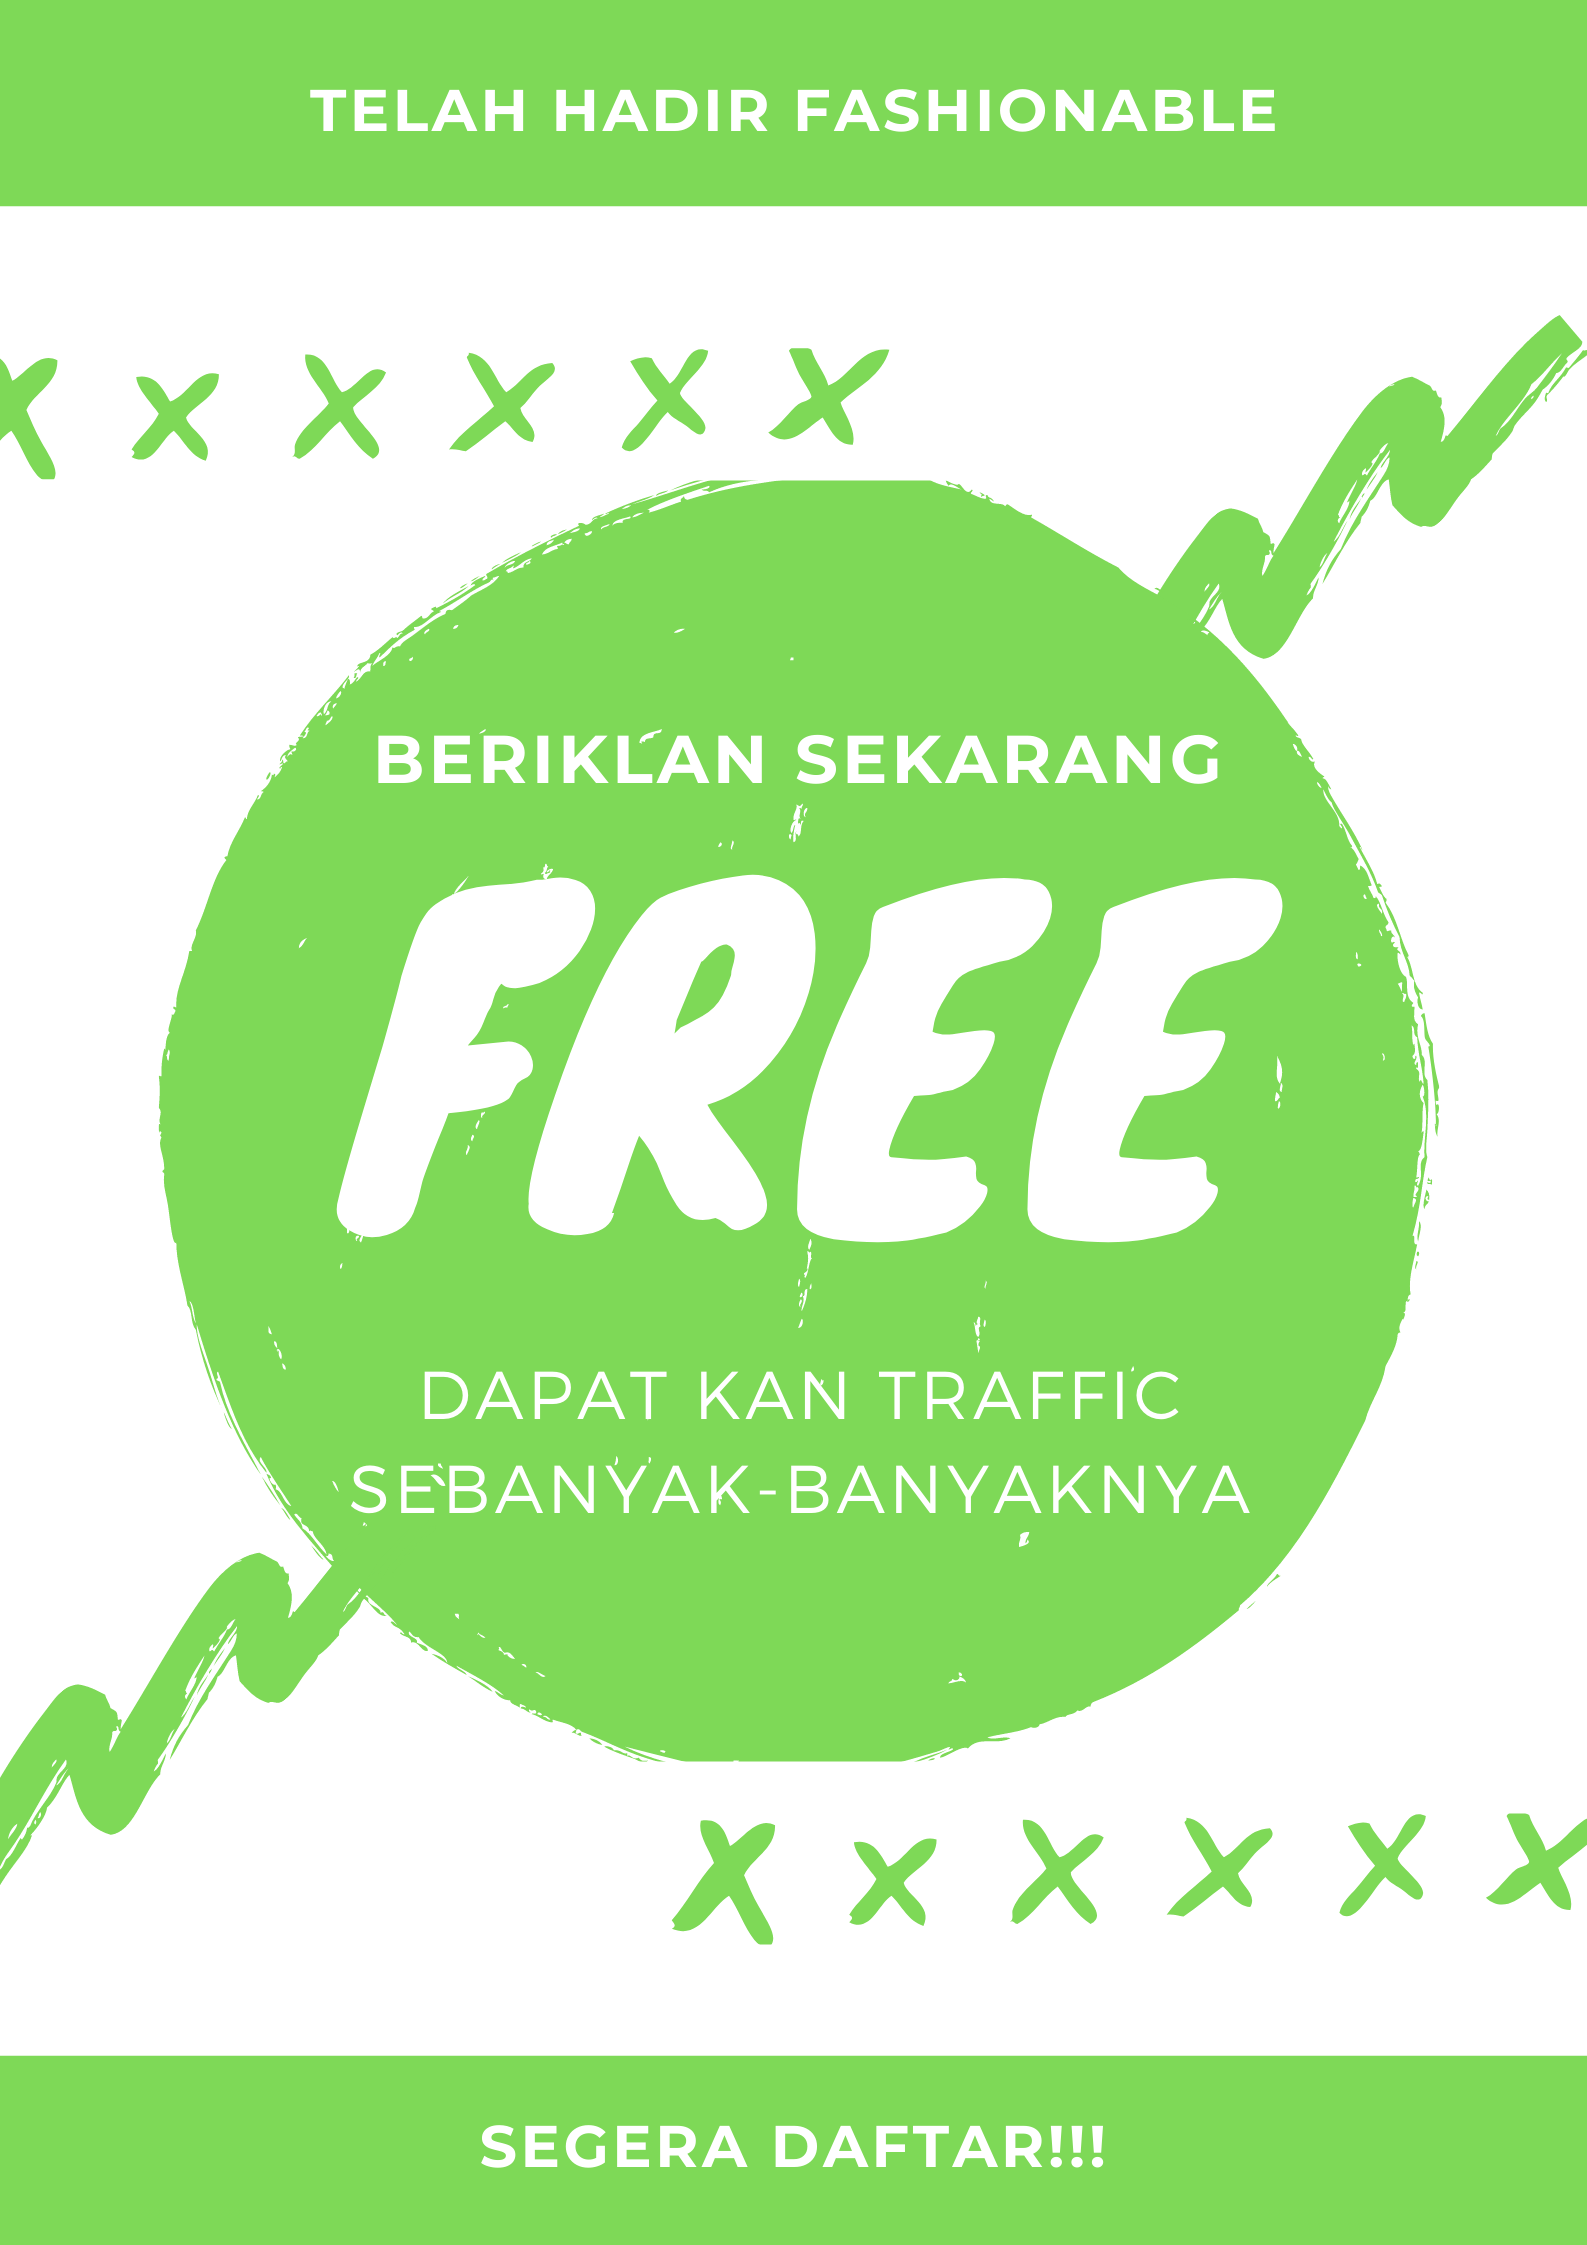 TELAH HADIR FASHIONABLE
BERIKLAN SEKARANG
FREE
DAPAT KAN TRAFFIC
SEBANYAK-BANYAKNYA
SEGERA DAFTAR!!!